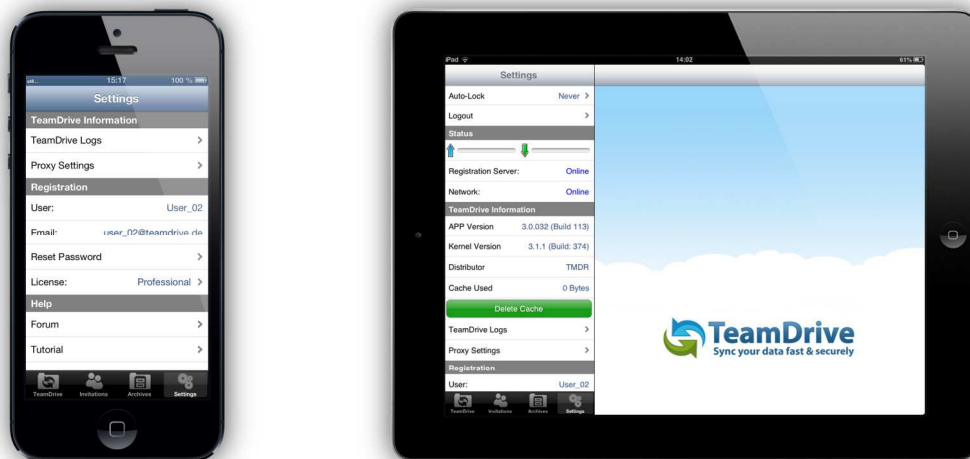 15:17 100 %
Settings
TeamDrive Information
TeamDrive Logs
Proxy Settings
Registration
User: User_02
Email: user_02@teamdrive.de
Reset Password
License: Professional
Help
Forum
Tutorial
TeamDrive Invitations Archives Settings
iPad 14:02 61%
Settings
Auto-Lock Never
Logout
Status
Registration Server: Online
Network: Online
TeamDrive Information
APP Version 3.0.032 (Build 113)
Kernel Version 3.1.1 (Build: 374)
Distributor TMDR
Cache Used 0 Bytes
Delete Cache
TeamDrive Logs
Proxy Settings
Registration
User: User_02
TeamDrive Invitations Archives Settings
TeamDrive
Sync your data fast & securely